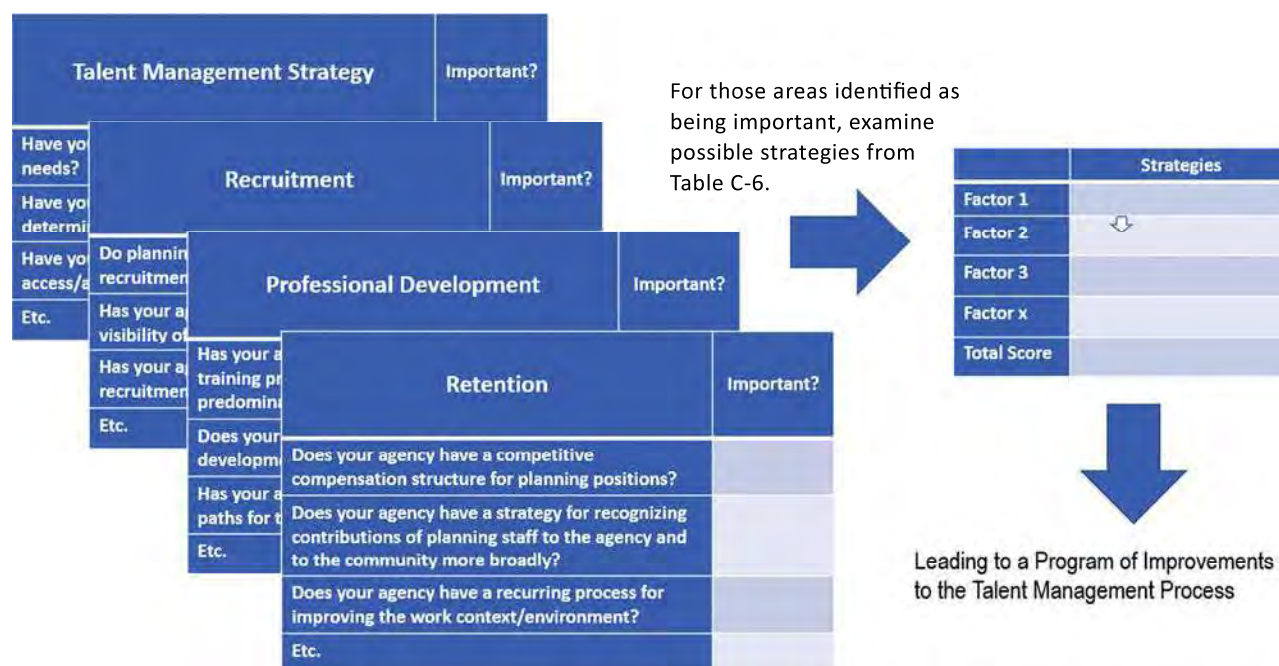 Talent Management Strategy
Important?
Have yo
needs?
Have yo
determi
Have yo
access/a
Etc.
Recruitment
Important?
Do plannin
recruitmen
Has your a
visibility of
Has your a
recruitmen
Etc.
Professional Development
Important?
Has your a
training pr
predomina
Does your
developm
Has your a
paths for t
Etc.
Retention
Important?
Does your agency have a competitive
compensation structure for planning positions?
Does your agency have a strategy for recognizing
contributions of planning staff to the agency and
to the community more broadly?
Does your agency have a recurring process for
improving the work context/environment?
Etc.
For those areas identified as
being important, examine
possible strategies from
Table C-6.
Strategies
Factor 1
Factor 2
Factor 3
Factor x
Total Score
Leading to a Program of Improvements
to the Talent Management Process